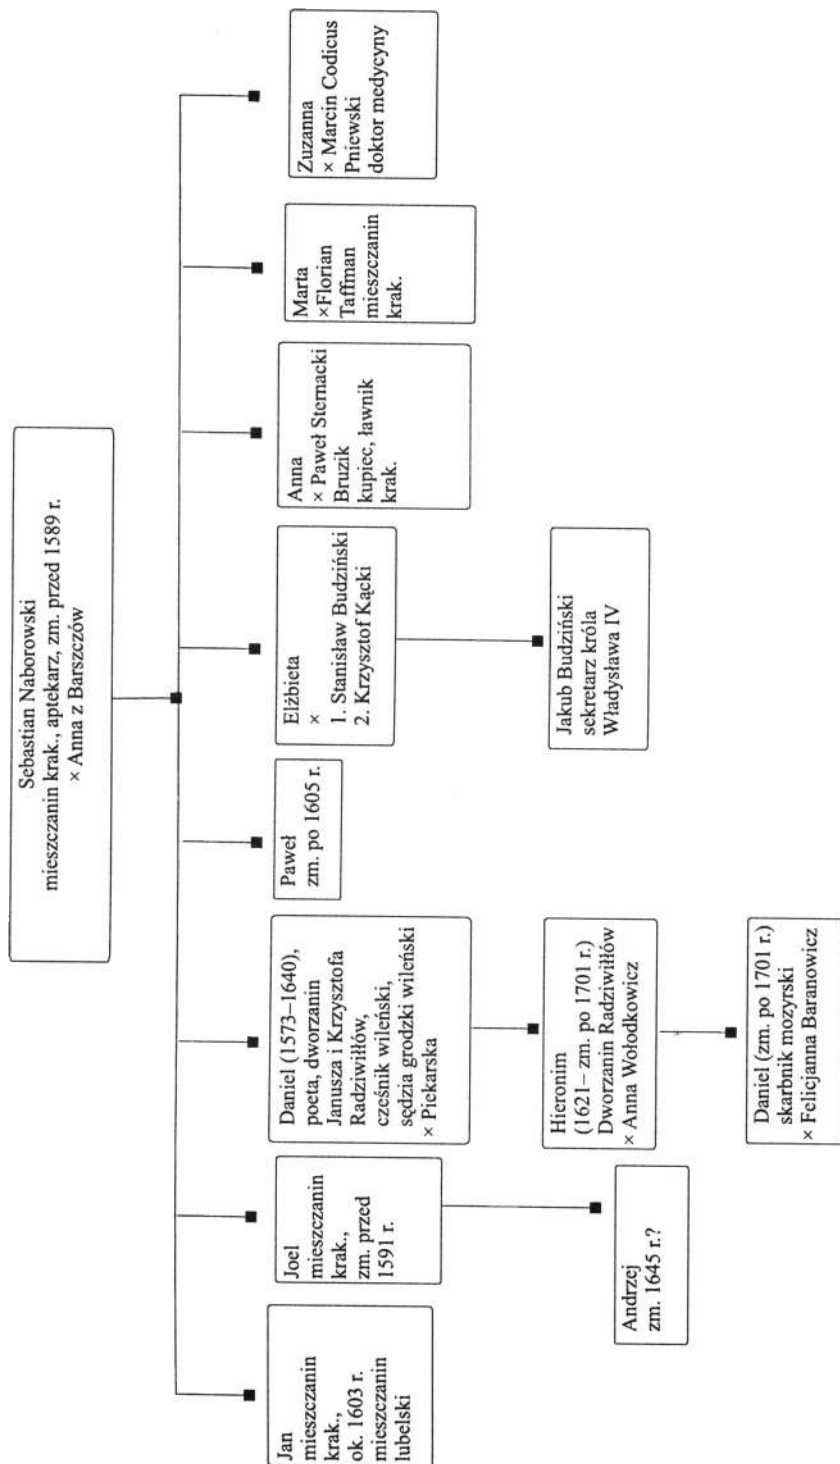 Sebastian Naborowski
mieszczanin krak., aptekarz, zm. przed 1589 r.
× Anna z Barszczów
Jan
mieszczanin
krak.,
ok. 1603 r.
mieszczanin
lubelski
Joel
mieszczanin
krak.,
zm. przed
1591 r.
Daniel (1573–1640),
poeta, dworzanin
Janusza i Krzysztofa
Radziwiłłów,
cześnik wileński,
sędzia grodzki wileński
× Piekarska
Paweł
zm. po 1605 r.
Elżbieta
×
1. Stanisław Budziński
2. Krzysztof Kącki
Anna
× Paweł Sternacki
Bruzik
kupiec, ławnik
krak.
Marta
×Florian
Taffman
mieszczanin
krak.
Zuzanna
× Marcin Codicus
Pniewski
doktor medycyny
Andrzej
zm. 1645 r.?
Hieronim
(1621– zm. po 1701 r.)
Dworzanin Radziwiłłów
× Anna Wołodkowicz
Jakub Budziński
sekretarz króla
Władysława IV
Daniel (zm. po 1701 r.)
skarbnik mozyrski
× Felicjanna Baranowicz